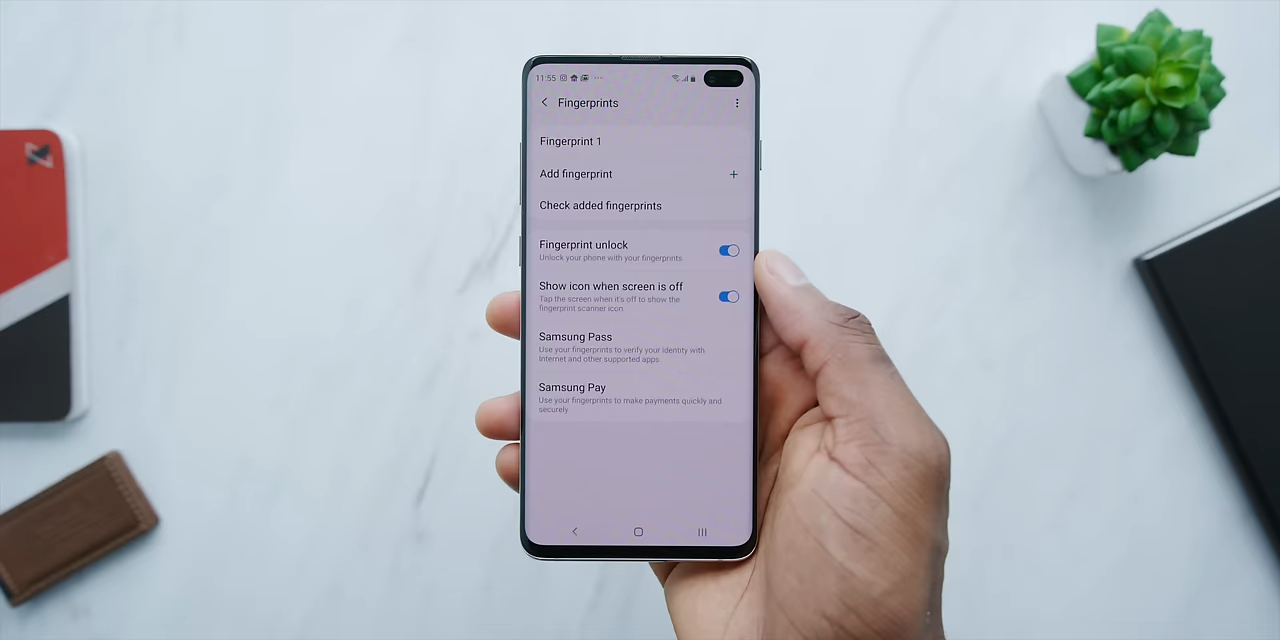 11:55
Fingerprints
Fingerprint 1
Add fingerprint
Check added fingerprints
Fingerprint unlock
Unlock your phone with your fingerprints.
Show icon when screen is off
Tap the screen when it's off to show the
fingerprint scanner icon.
Samsung Pass
Use your fingerprints to verify your identity with
Internet and other supported apps.
Samsung Pay
Use your fingerprints to make payments quickly and
securely.